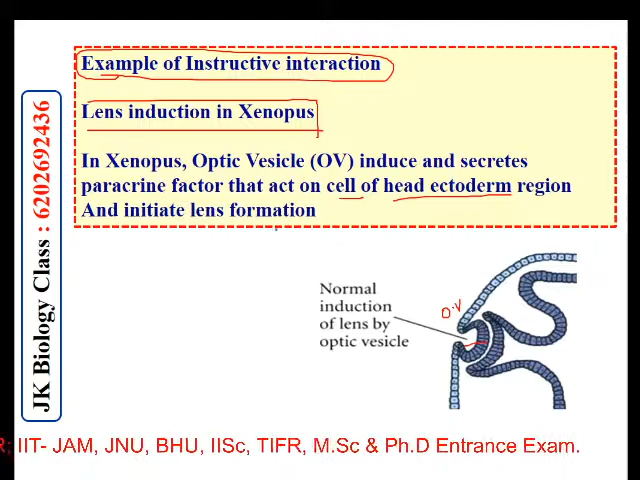 Example of Instructive interaction
Lens induction in Xenopus
In Xenopus, Optic Vesicle (OV) induce and secretes
paracrine factor that act on cell of head ectoderm region
And initiate lens formation
JK Biology Class : 6202692436
Normal
induction
of lens by
optic vesicle
O.V
R; IIT- JAM, JNU, BHU, IISc, TIFR, M.Sc & Ph.D Entrance Exam.